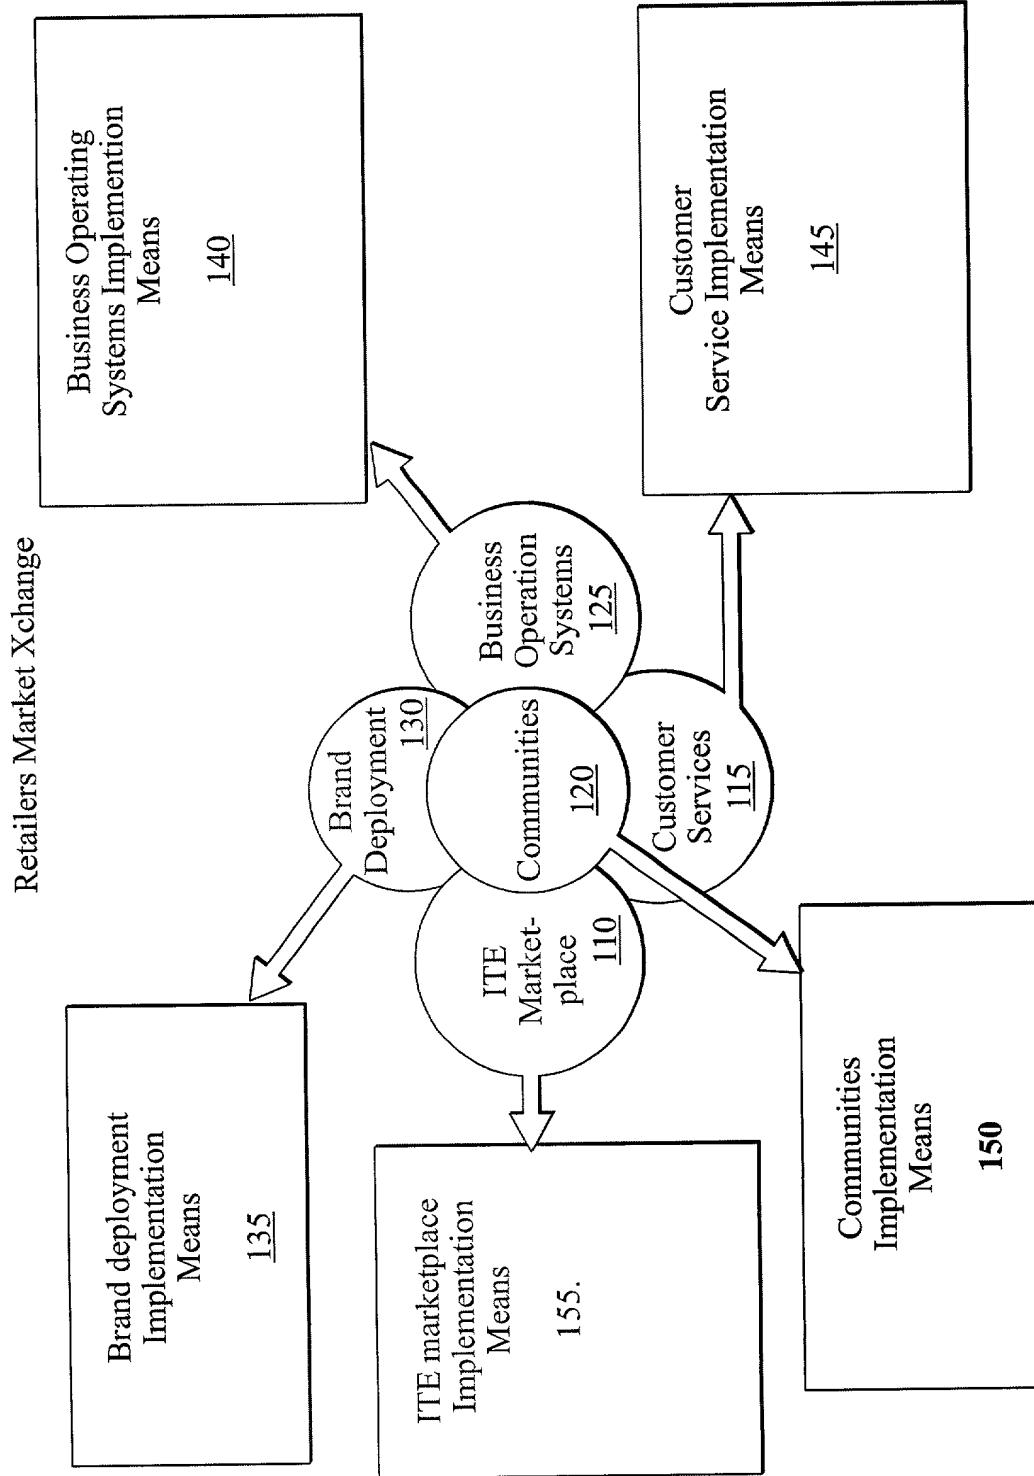 Retailers Market Xchange
Brand deployment
Implementation
Means
135
Business Operating
Systems Implemention
Means
140
Brand
Deployment
130
ITE marketplace
Implementation
Means
155.
ITE
Market-
place
110
Communities
120
Business
Operation
Systems
125
Customer
Services
115
Communities
Implementation
Means
150
Customer
Service Implementation
Means
145